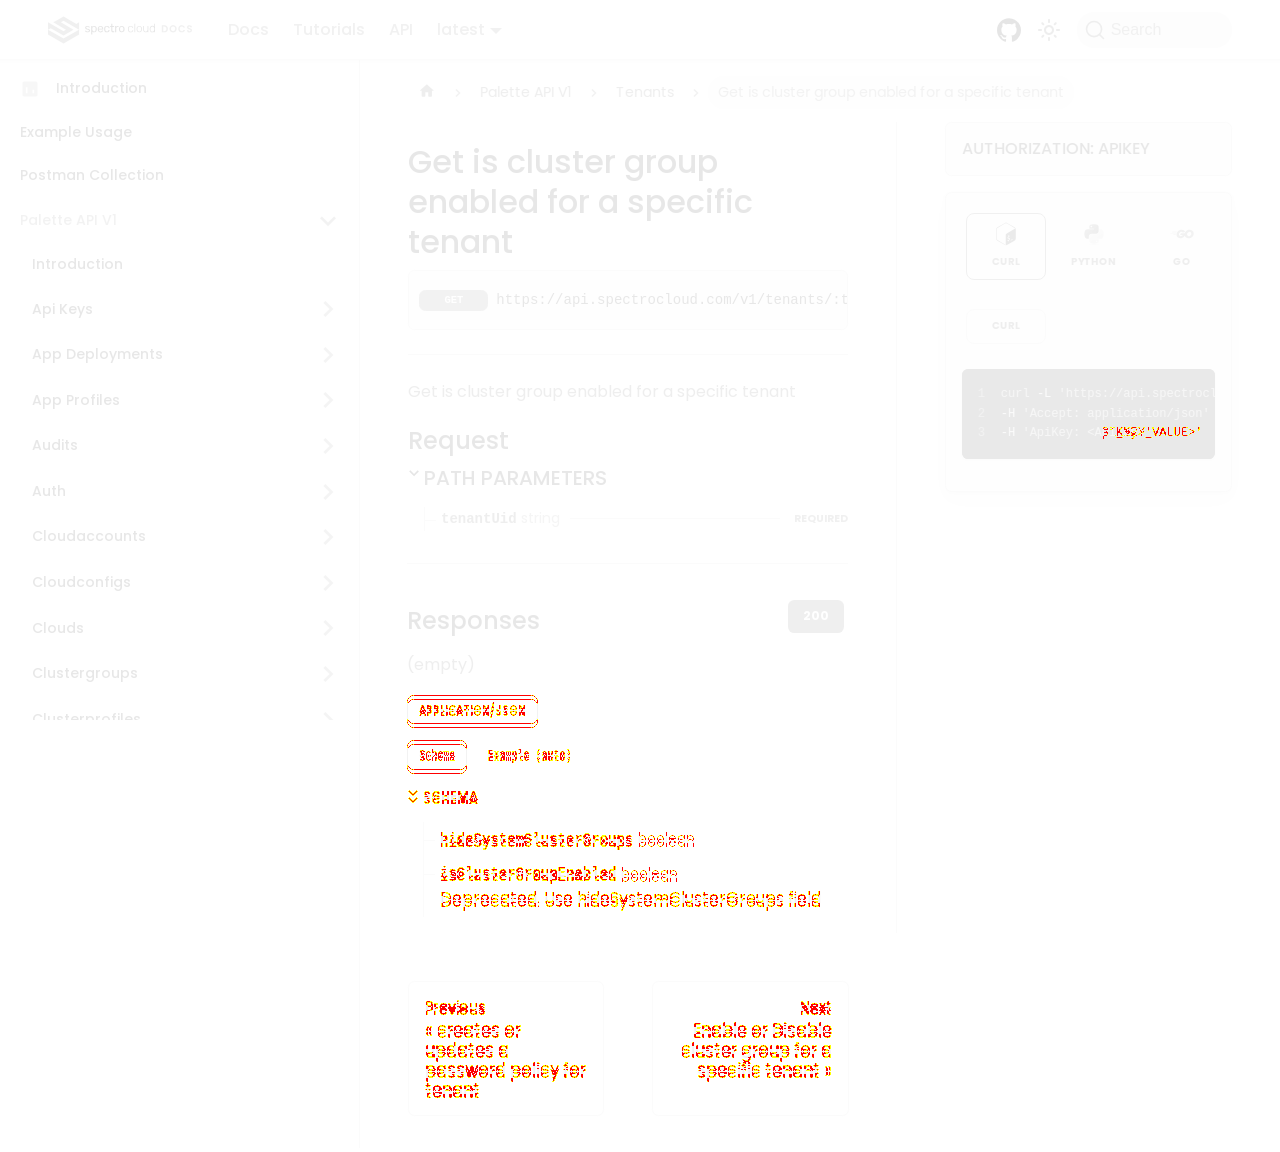 spectro cloud DOCS
Docs
Tutorials
API
latest
Search
Introduction
Example Usage
Postman Collection
Palette API V1
Introduction
Api Keys
App Deployments
App Profiles
Audits
Auth
Cloudaccounts
Cloudconfigs
Clouds
Clustergroups
Clusterprofiles
Palette API V1
Tenants
Get is cluster group enabled for a specific tenant
Get is cluster group
enabled for a specific
tenant
GET https://api.spectrocloud.com/v1/tenants/:t
Get is cluster group enabled for a specific tenant
Request
PATH PARAMETERS
tenantUid string REQUIRED
Responses
200
(empty)
APPLICATION/JSON
Schema
Example (auto)
SCHEMA
hideSystemClusterGroups boolean
isClusterGroupEnabled boolean
Deprecated. Use hideSystemClusterGroups field
Previous
« Creates or
updates a
password policy for
tenant
Next
Enable or Disable
cluster group for a
specific tenant »
AUTHORIZATION: APIKEY
CURL
PYTHON
GO
GO
CURL
1 curl -L 'https://api.spectrocl
2 -H 'Accept: application/json'
3 -H 'ApiKey: VALUE>'